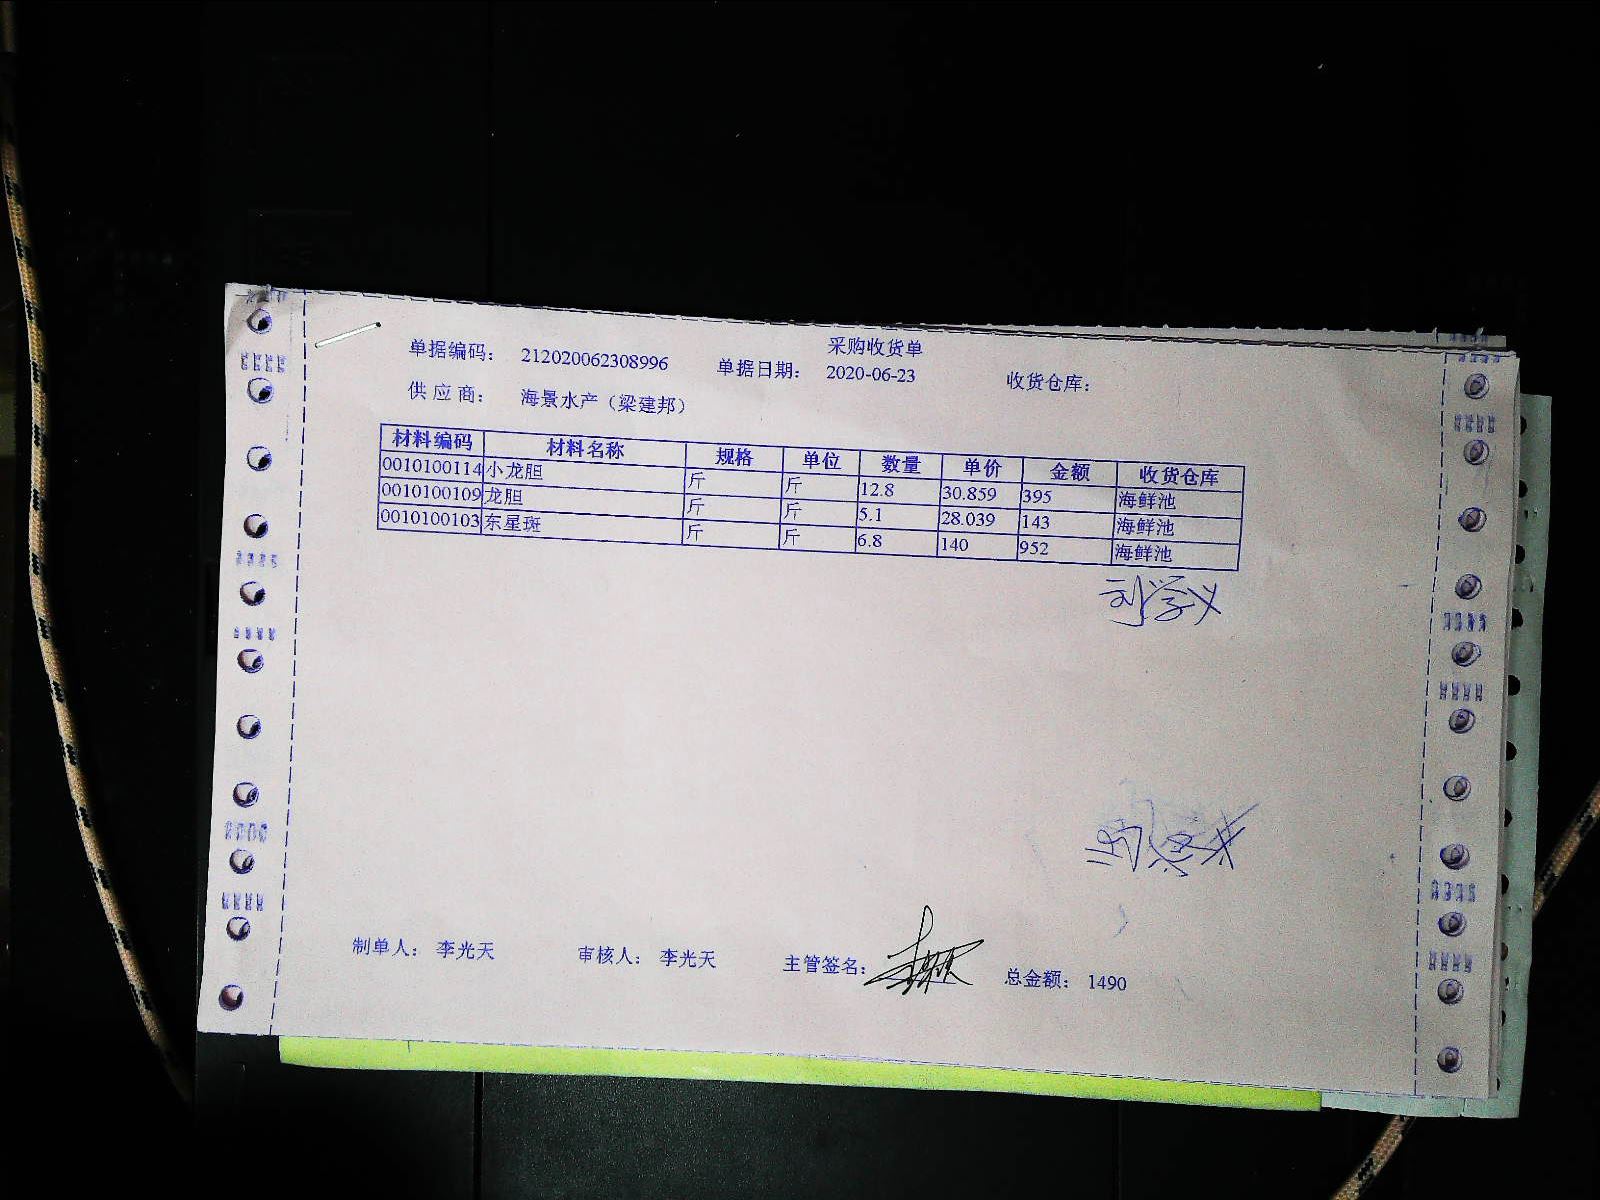 采购收货单
单据编码： 212020062308996 单据日期： 2020-06-23 收货仓库：
供 应 商： 海景水产（梁建邦）
材料编码 材料名称 规格 单位 数量 单价 金额 收货仓库
0010100114 小龙胆 斤 斤 12.8 30.859 395 海鲜池
0010100109 龙胆 斤 斤 5.1 28.039 143 海鲜池
0010100103 东星斑 斤 斤 6.8 140 952 海鲜池
刘学义
制单人： 李光天 审核人： 李光天 主管签名： 总金额： 1490